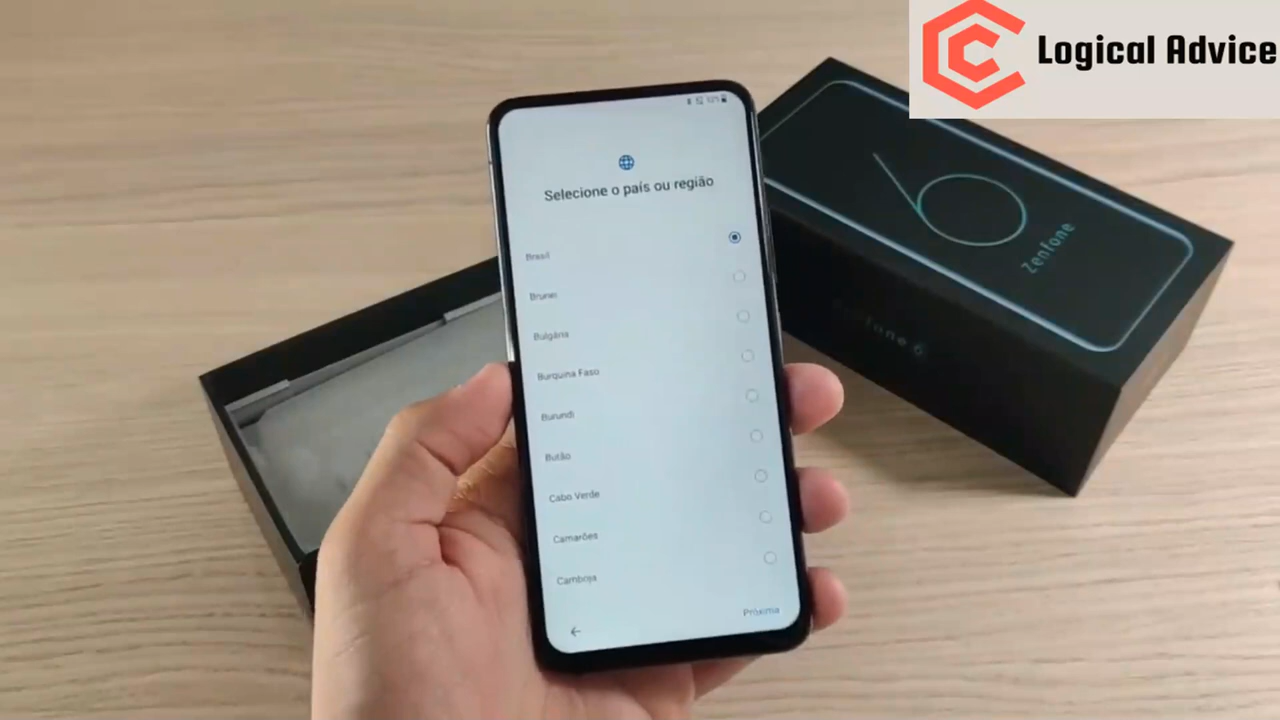 Logical Advice
6
Zenfone
Selecione o país ou região
Brasil
Brunei
Bulgária
Burquina Faso
Burundi
Butão
Cabo Verde
Camarões
Camboja
Próxima